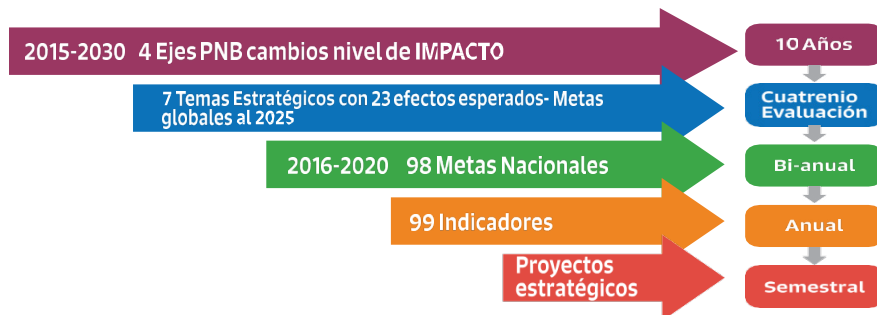 2015-2030 4 Ejes PNB cambios nivel de IMPACTO
10 Años
7 Temas Estratégicos con 23 efectos esperados- Metas
globales al 2025
Cuatrenio
Evaluación
2016-2020 98 Metas Nacionales
Bi-anual
99 Indicadores
Anual
Proyectos
estratégicos
Semestral